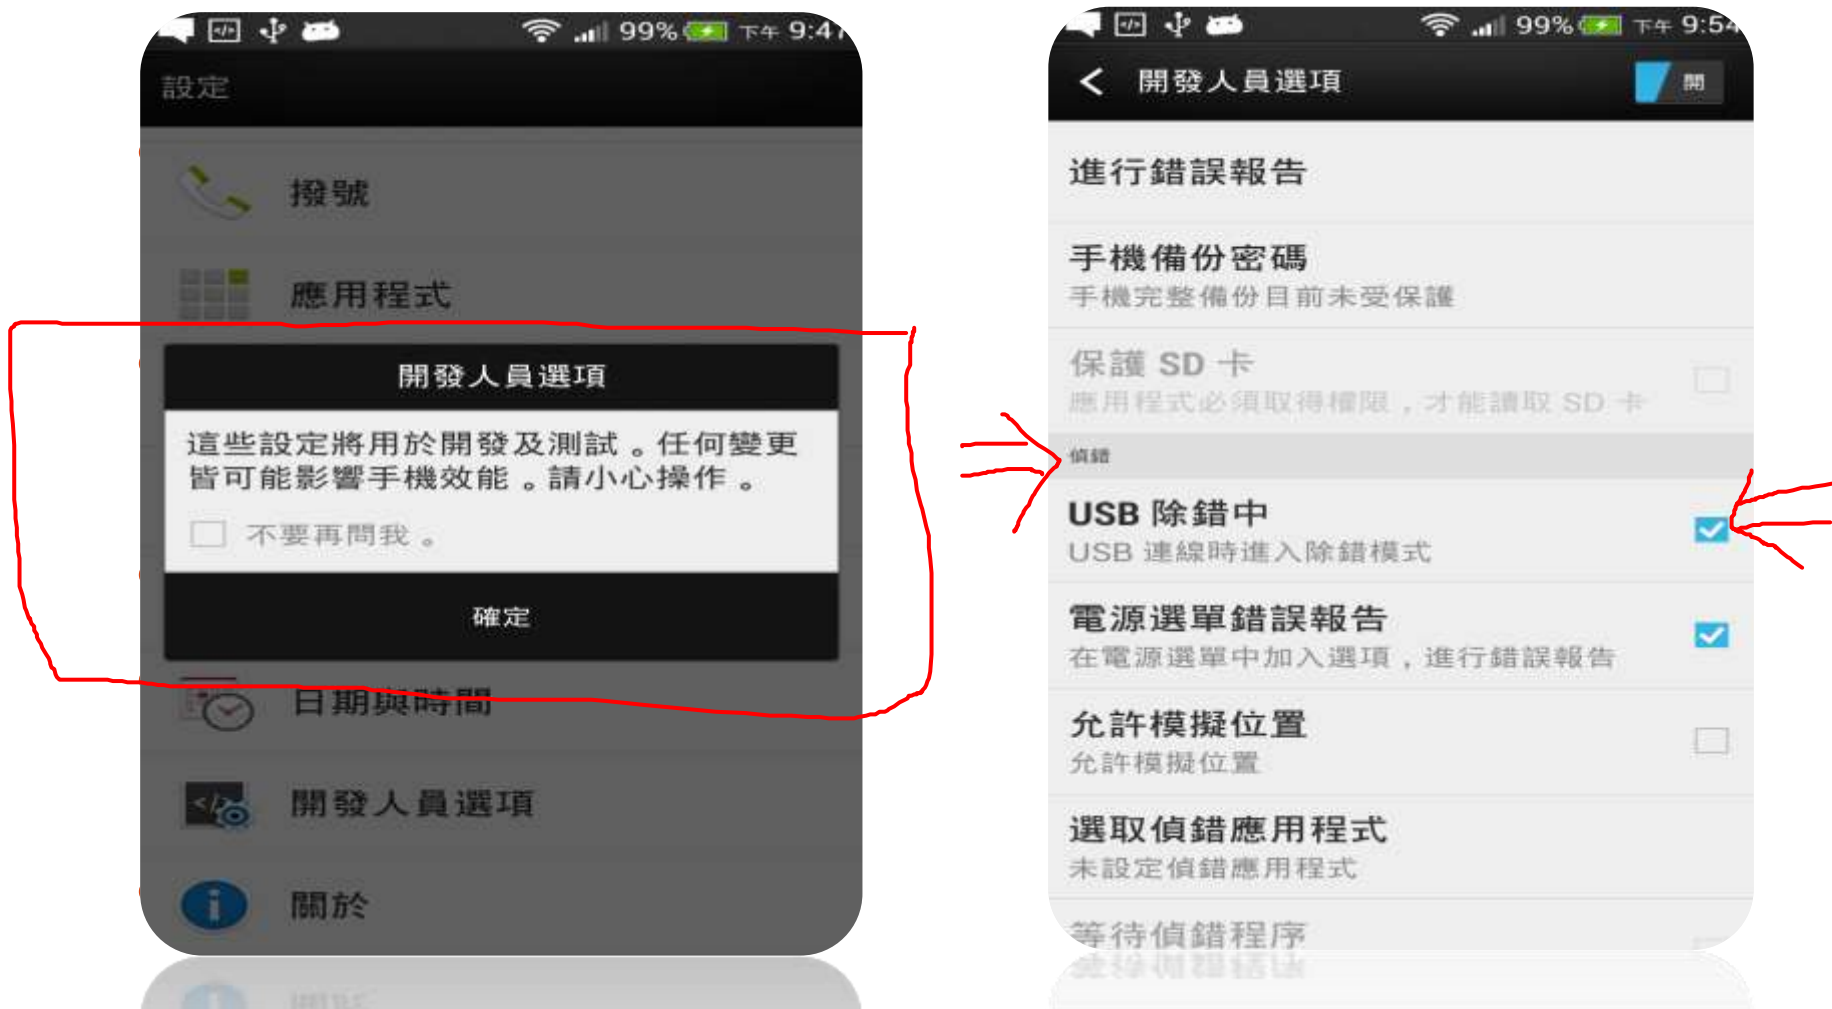 99% 下午 9:47
設定
撥號
應用程式
開發人員選項
這些設定將用於開發及測試。任何變更
皆可能影響手機效能。請小心操作。
不要再問我。
確定
日期與時間
開發人員選項
關於
99% 下午 9:54
開發人員選項
開
進行錯誤報告
手機備份密碼
手機完整備份目前未受保護
保護 SD 卡
應用程式必須取得權限，才能讀取 SD 卡
偵錯
USB 除錯中
USB 連線時進入除錯模式
電源選單錯誤報告
在電源選單中加入選項，進行錯誤報告
允許模擬位置
允許模擬位置
選取偵錯應用程式
未設定偵錯應用程式
等待偵錯程序